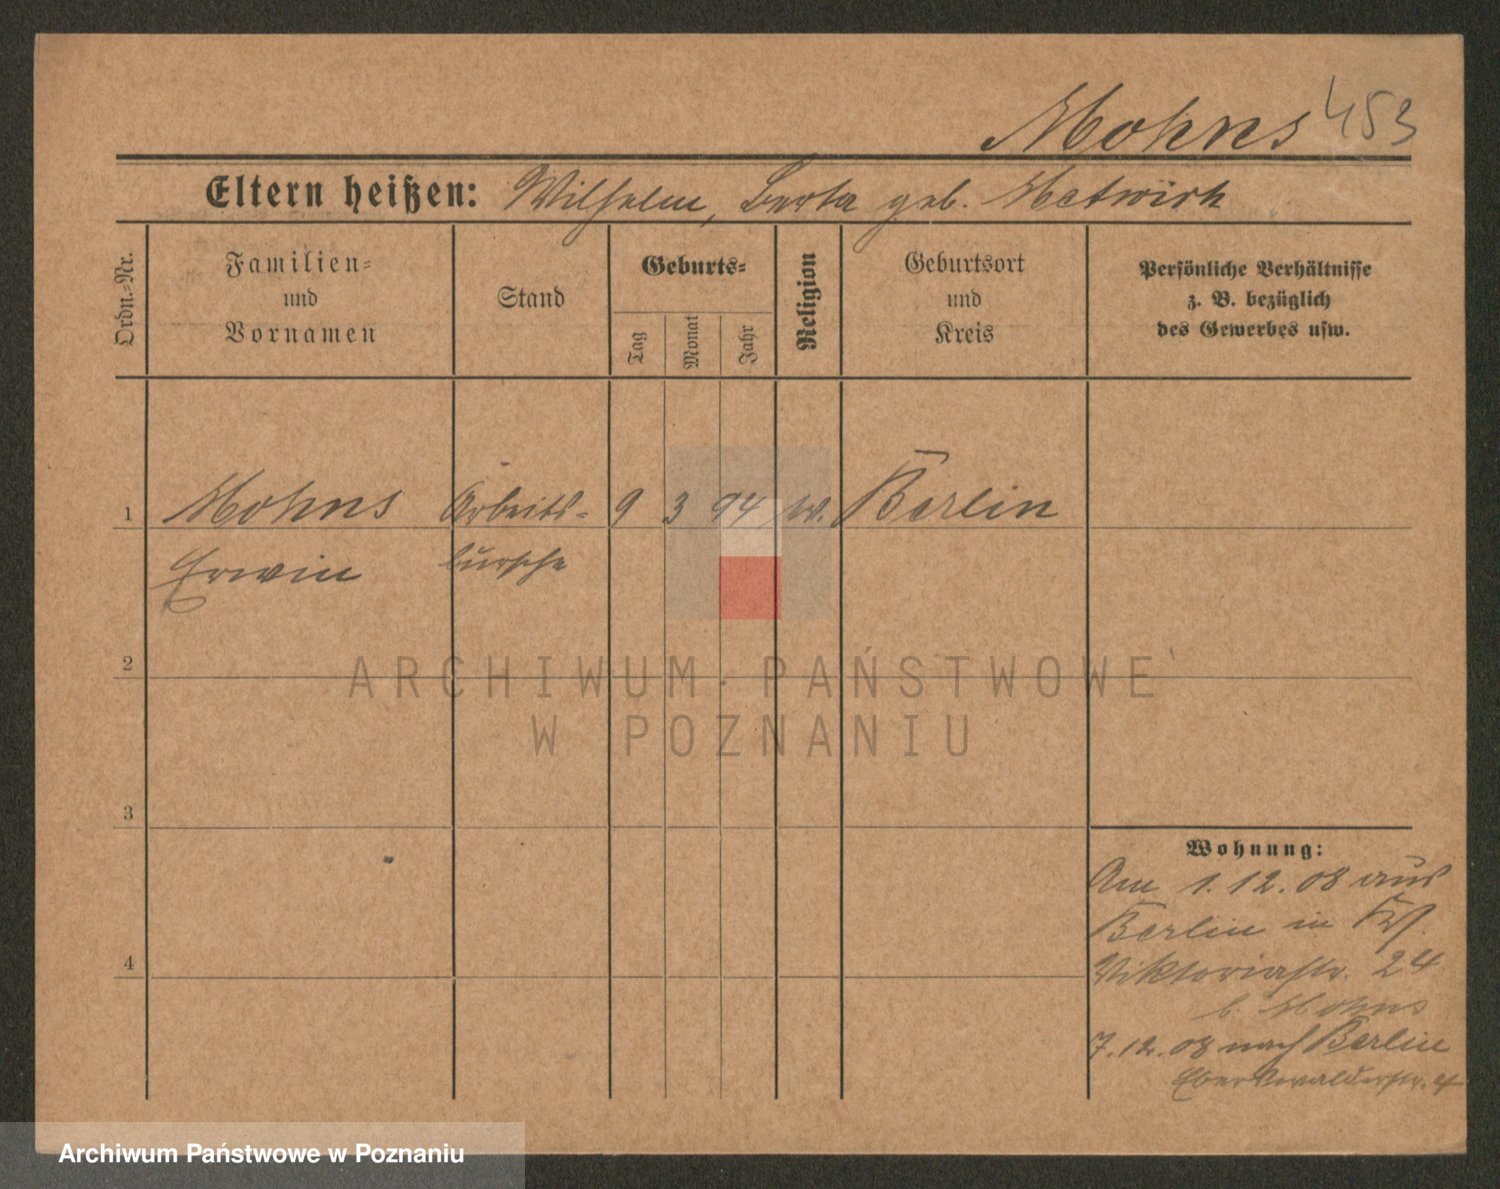 Mohns 453
Eltern heißen: Wilhelm, Berta geb. Matwisch
Ordn.-Nr.
Familien-
und
Vornamen
Stand
Geburts-
Tag
Monat
Jahr
Religion
Geburtsort
und
Kreis
Persönliche Verhältnisse
z. B. bezüglich
des Gewerbes usw.
1 Mohns Arbeits- 9 3 94 Berlin
Erwin bursche
2
3
4
Wohnung:
Am 1.12.08 aus
Berlin in
Viktoriastr. 24
b. Mohns
7.12.08 nach Berlin
Eberswalderstr.
ARCHIWUM PAŃSTWOWE
W POZNANIU
Archiwum Państwowe w Poznaniu